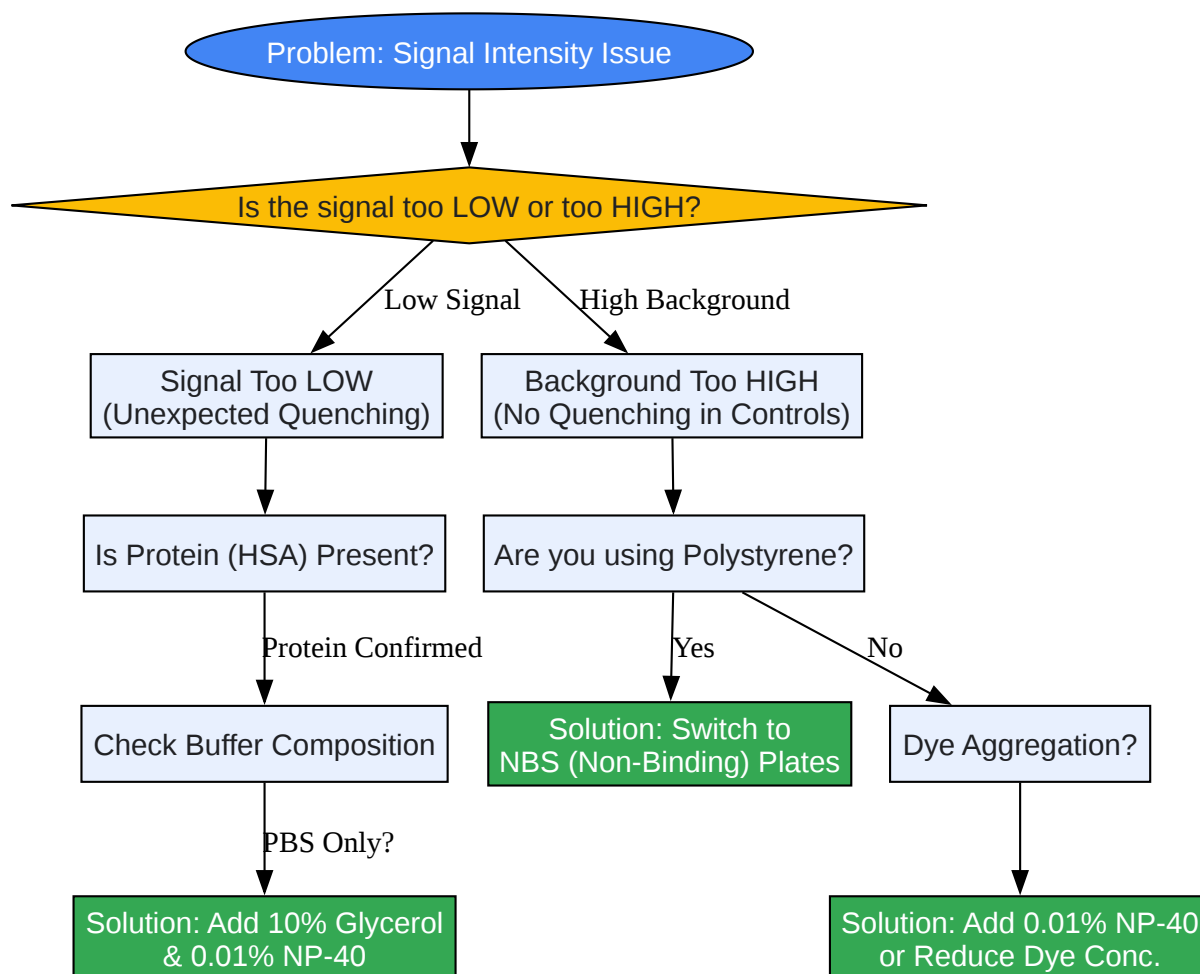 Problem: Signal Intensity Issue
Is the signal too LOW or too HIGH?
Low Signal
High Background
Signal Too LOW
(Unexpected Quenching)
Background Too HIGH
(No Quenching in Controls)
Is Protein (HSA) Present?
Are you using Polystyrene?
Protein Confirmed
Yes
No
Check Buffer Composition
Solution: Switch to
NBS (Non-Binding) Plates
Dye Aggregation?
PBS Only?
Solution: Add 10% Glycerol
& 0.01% NP-40
Solution: Add 0.01% NP-40
or Reduce Dye Conc.